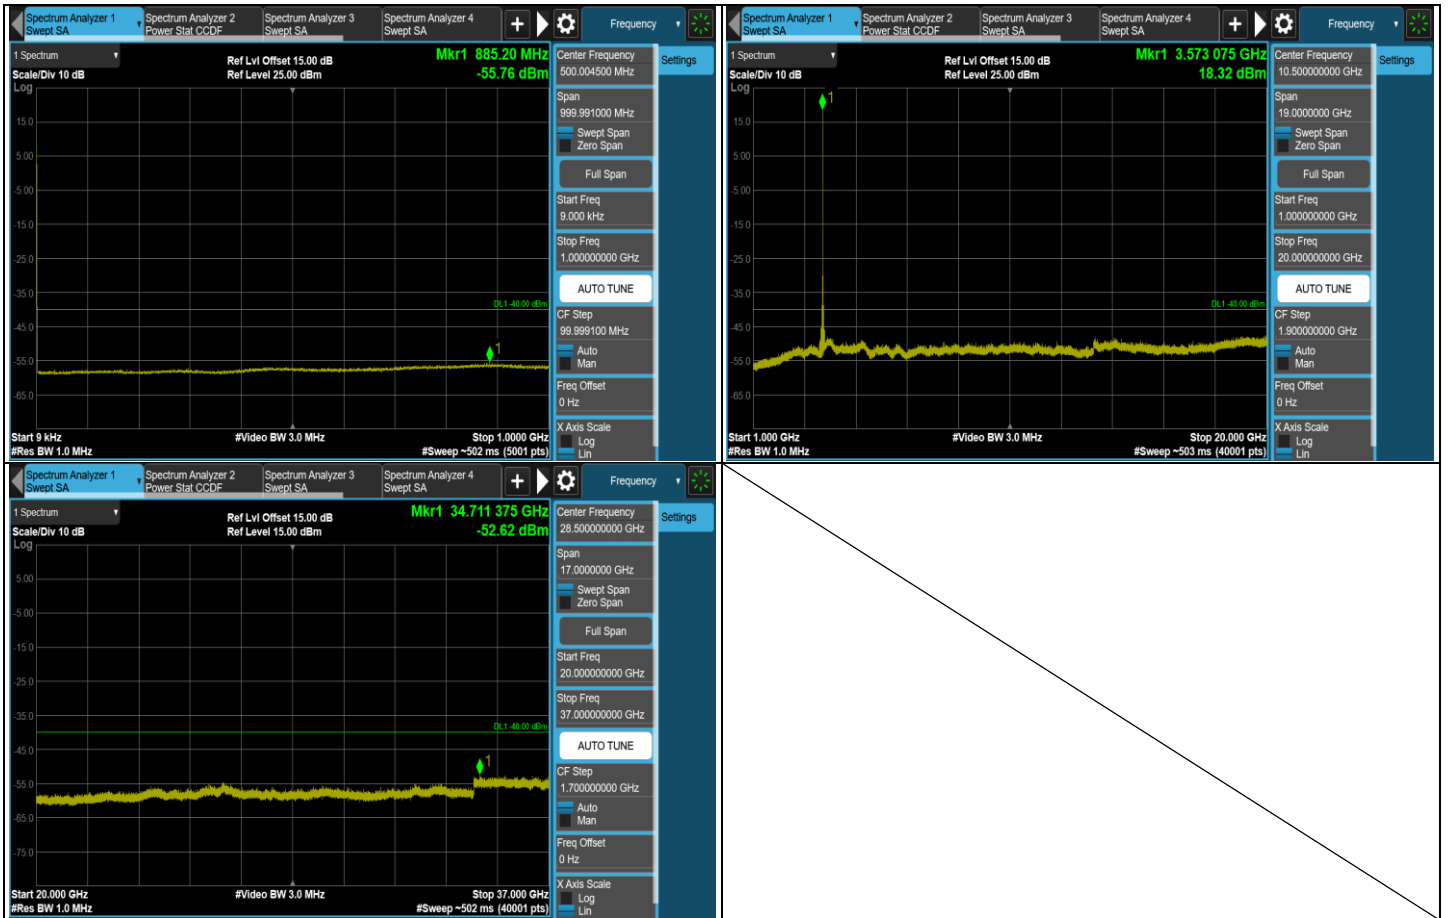 Spectrum Analyzer 1
Swept SA
Spectrum Analyzer 2
Power Stat CCDF
Spectrum Analyzer 3
Swept SA
Spectrum Analyzer 4
Swept SA
+
Frequency
1 Spectrum
Scale/Div 10 dB
Log
Ref Lvl Offset 15.00 dB
Ref Level 25.00 dBm
Mkr1 885.20 MHz
-55.76 dBm
15.0
5.00
-5.00
-15.0
-25.0
-35.0
-45.0
-55.0
-65.0
DL1 -40.00 dBm
1
Start 9 kHz
#Res BW 1.0 MHz
#Video BW 3.0 MHz
Stop 1.0000 GHz
#Sweep ~502 ms (5001 pts)
Center Frequency
500.004500 MHz
Span
999.991000 MHz
Swept Span
Zero Span
Full Span
Start Freq
9.000 kHz
Stop Freq
1.000000000 GHz
AUTO TUNE
CF Step
99.999100 MHz
Auto
Man
Freq Offset
0 Hz
X Axis Scale
Log
Lin
Settings
Spectrum Analyzer 1
Swept SA
Spectrum Analyzer 2
Power Stat CCDF
Spectrum Analyzer 3
Swept SA
Spectrum Analyzer 4
Swept SA
+
Frequency
1 Spectrum
Scale/Div 10 dB
Log
Ref Lvl Offset 15.00 dB
Ref Level 25.00 dBm
Mkr1 3.573 075 GHz
18.32 dBm
1
15.0
5.00
-5.00
-15.0
-25.0
-35.0
-45.0
-55.0
-65.0
DL1 -40.00 dBm
Start 1.000 GHz
#Res BW 1.0 MHz
#Video BW 3.0 MHz
Stop 20.000 GHz
#Sweep ~503 ms (40001 pts)
Center Frequency
10.500000000 GHz
Span
19.0000000 GHz
Swept Span
Zero Span
Full Span
Start Freq
1.000000000 GHz
Stop Freq
20.000000000 GHz
AUTO TUNE
CF Step
1.900000000 GHz
Auto
Man
Freq Offset
0 Hz
X Axis Scale
Log
Lin
Settings
Spectrum Analyzer 1
Swept SA
Spectrum Analyzer 2
Power Stat CCDF
Spectrum Analyzer 3
Swept SA
Spectrum Analyzer 4
Swept SA
+
Frequency
1 Spectrum
Scale/Div 10 dB
Log
Ref Lvl Offset 15.00 dB
Ref Level 15.00 dBm
Mkr1 34.711 375 GHz
-52.62 dBm
5.00
-5.00
-15.0
-25.0
-35.0
-45.0
-55.0
-65.0
-75.0
DL1 -40.00 dBm
1
Start 20.000 GHz
#Res BW 1.0 MHz
#Video BW 3.0 MHz
Stop 37.000 GHz
#Sweep ~502 ms (40001 pts)
Center Frequency
28.500000000 GHz
Span
17.0000000 GHz
Swept Span
Zero Span
Full Span
Start Freq
20.000000000 GHz
Stop Freq
37.000000000 GHz
AUTO TUNE
CF Step
1.700000000 GHz
Auto
Man
Freq Offset
0 Hz
X Axis Scale
Log
Lin
Settings